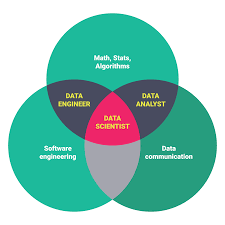 Math, Stats,
Algorithms
DATA
ENGINEER
DATA
ANALYST
DATA
SCIENTIST
Software
engineering
Data
communication